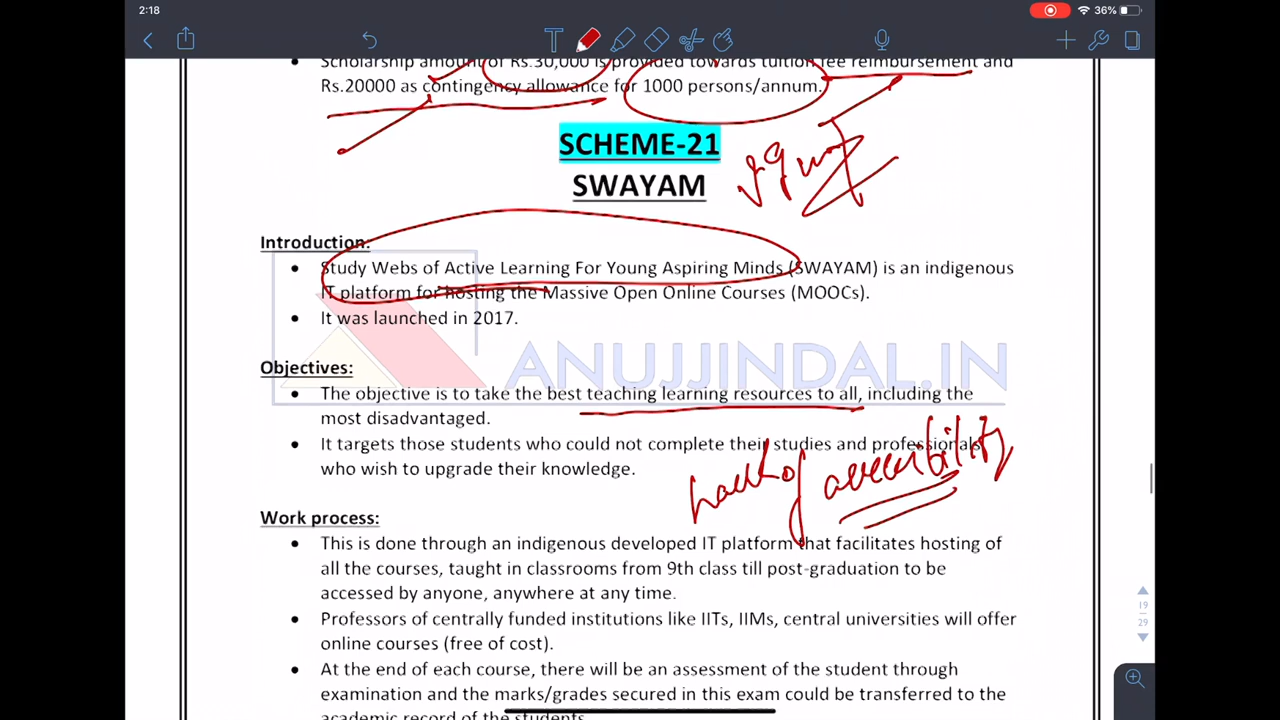 2:18
36%
Scholarship amount of Rs.30,000 is provided towards tuition fee reimbursement and
Rs.20000 as contingency allowance for 1000 persons/annum.
SCHEME-21
SWAYAM
Introduction:
• Study Webs of Active Learning For Young Aspiring Minds (SWAYAM) is an indigenous
IT platform for hosting the Massive Open Online Courses (MOOCs).
• It was launched in 2017.
ANUJJINDAL.IN
Objectives:
• The objective is to take the best teaching learning resources to all, including the
most disadvantaged.
• It targets those students who could not complete their studies and professionals
who wish to upgrade their knowledge.
lack of accessibility
Work process:
• This is done through an indigenous developed IT platform that facilitates hosting of
all the courses, taught in classrooms from 9th class till post-graduation to be
accessed by anyone, anywhere at any time.
• Professors of centrally funded institutions like IITs, IIMs, central universities will offer
online courses (free of cost).
• At the end of each course, there will be an assessment of the student through
examination and the marks/grades secured in this exam could be transferred to the
academic record of the students
19
29